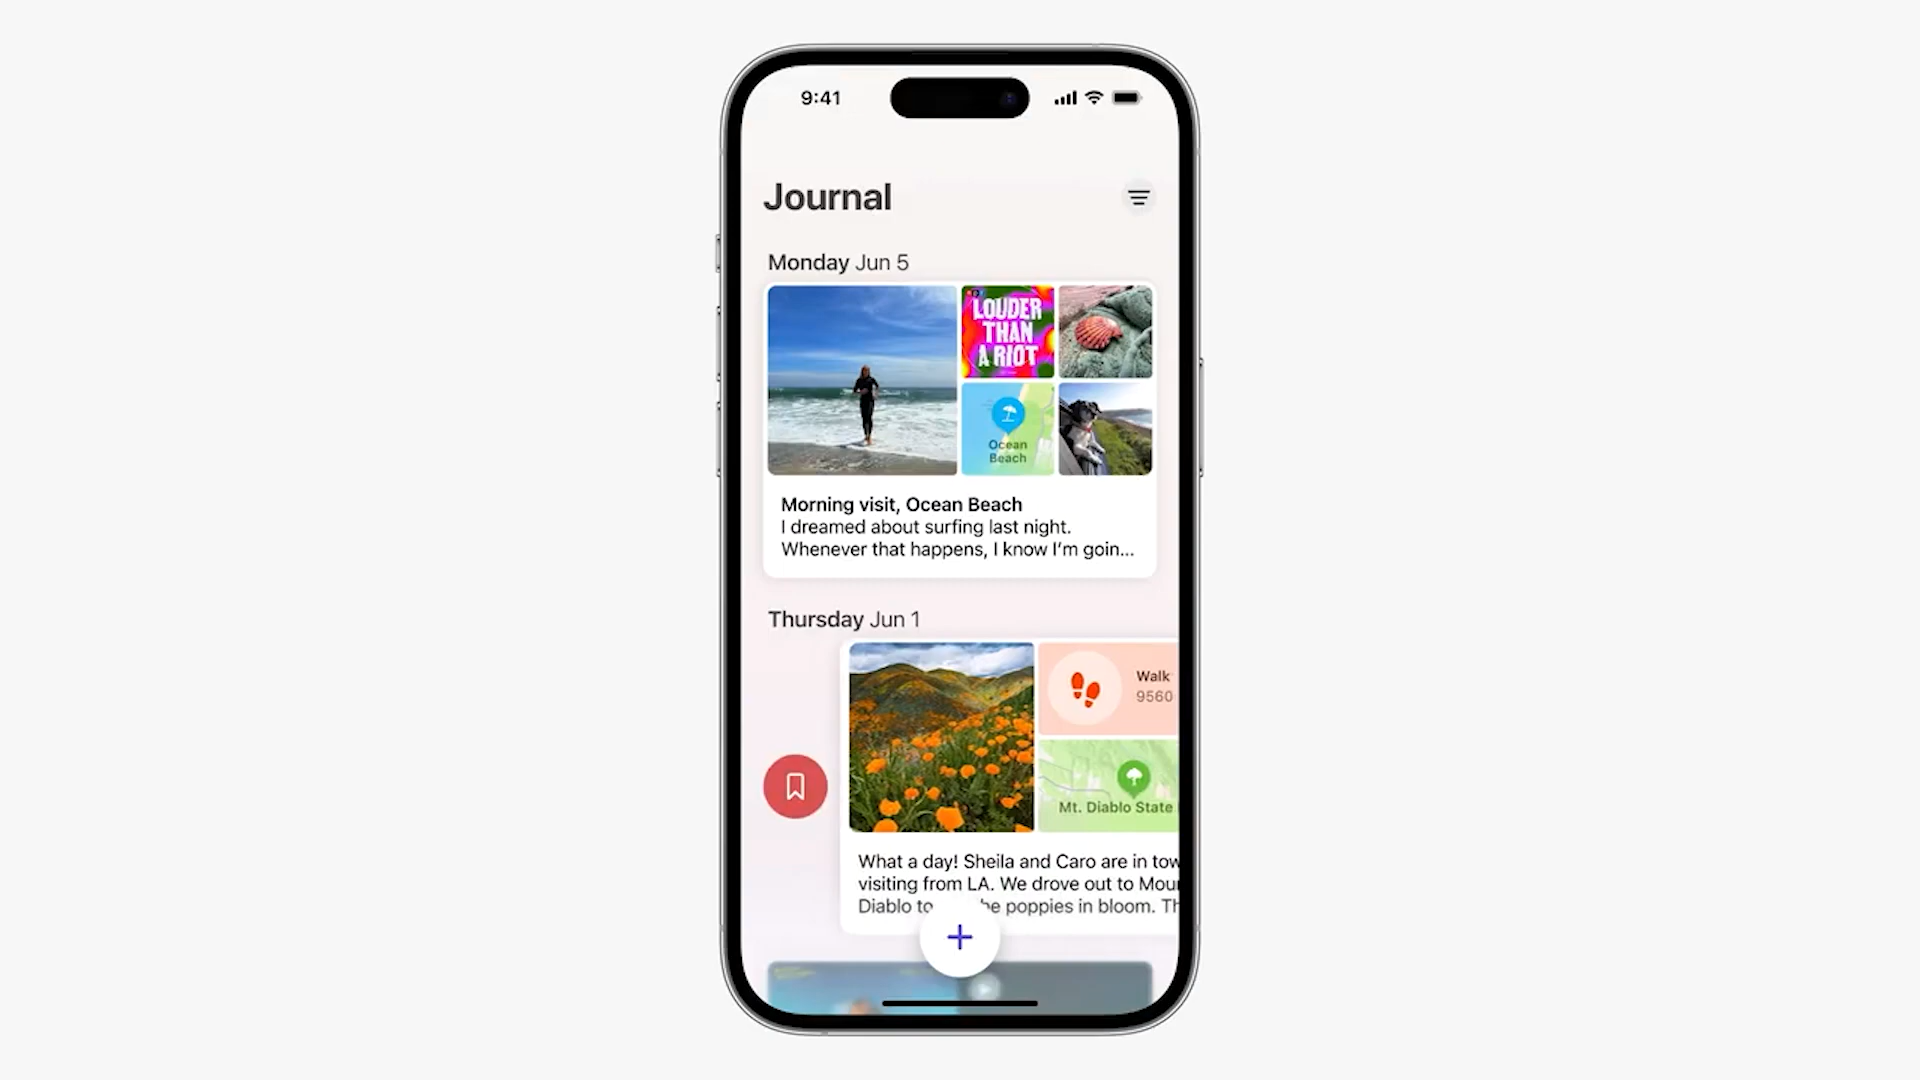 9:41
Journal
Monday Jun 5
LOUDER
THAN
A RIOT
Ocean
Beach
Morning visit, Ocean Beach
I dreamed about surfing last night.
Whenever that happens, I know I'm goin...
Thursday Jun 1
Walk
9560
Mt. Diablo State
What a day! Sheila and Caro are in tow
visiting from LA. We drove out to Mou
Diablo to he poppies in bloom. Th